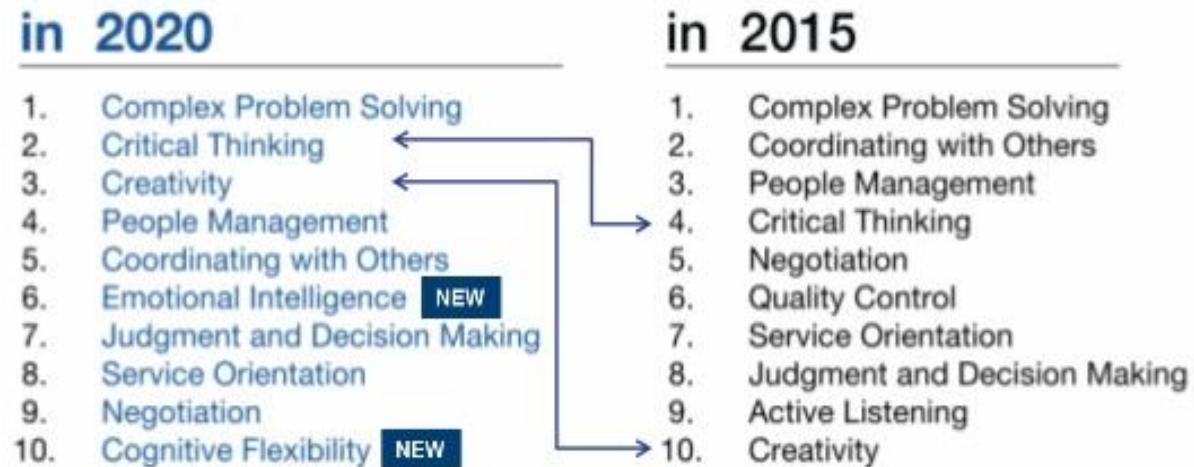 in 2020
1. Complex Problem Solving
2. Critical Thinking
3. Creativity
4. People Management
5. Coordinating with Others
6. Emotional Intelligence NEW
7. Judgment and Decision Making
8. Service Orientation
9. Negotiation
10. Cognitive Flexibility NEW
in 2015
1. Complex Problem Solving
2. Coordinating with Others
3. People Management
4. Critical Thinking
5. Negotiation
6. Quality Control
7. Service Orientation
8. Judgment and Decision Making
9. Active Listening
10. Creativity